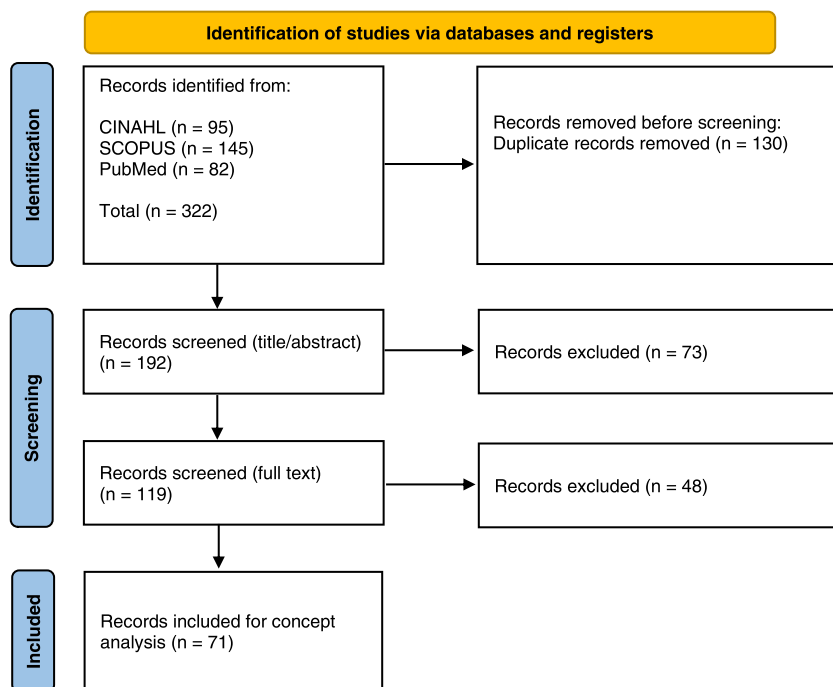 Identification of studies via databases and registers
Identification
Records identified from:
CINAHL (n = 95)
SCOPUS (n = 145)
PubMed (n = 82)
Total (n = 322)
Records removed before screening:
Duplicate records removed (n = 130)
Screening
Records screened (title/abstract)
(n = 192)
Records excluded (n = 73)
Records screened (full text)
(n = 119)
Records excluded (n = 48)
Included
Records included for concept
analysis (n = 71)